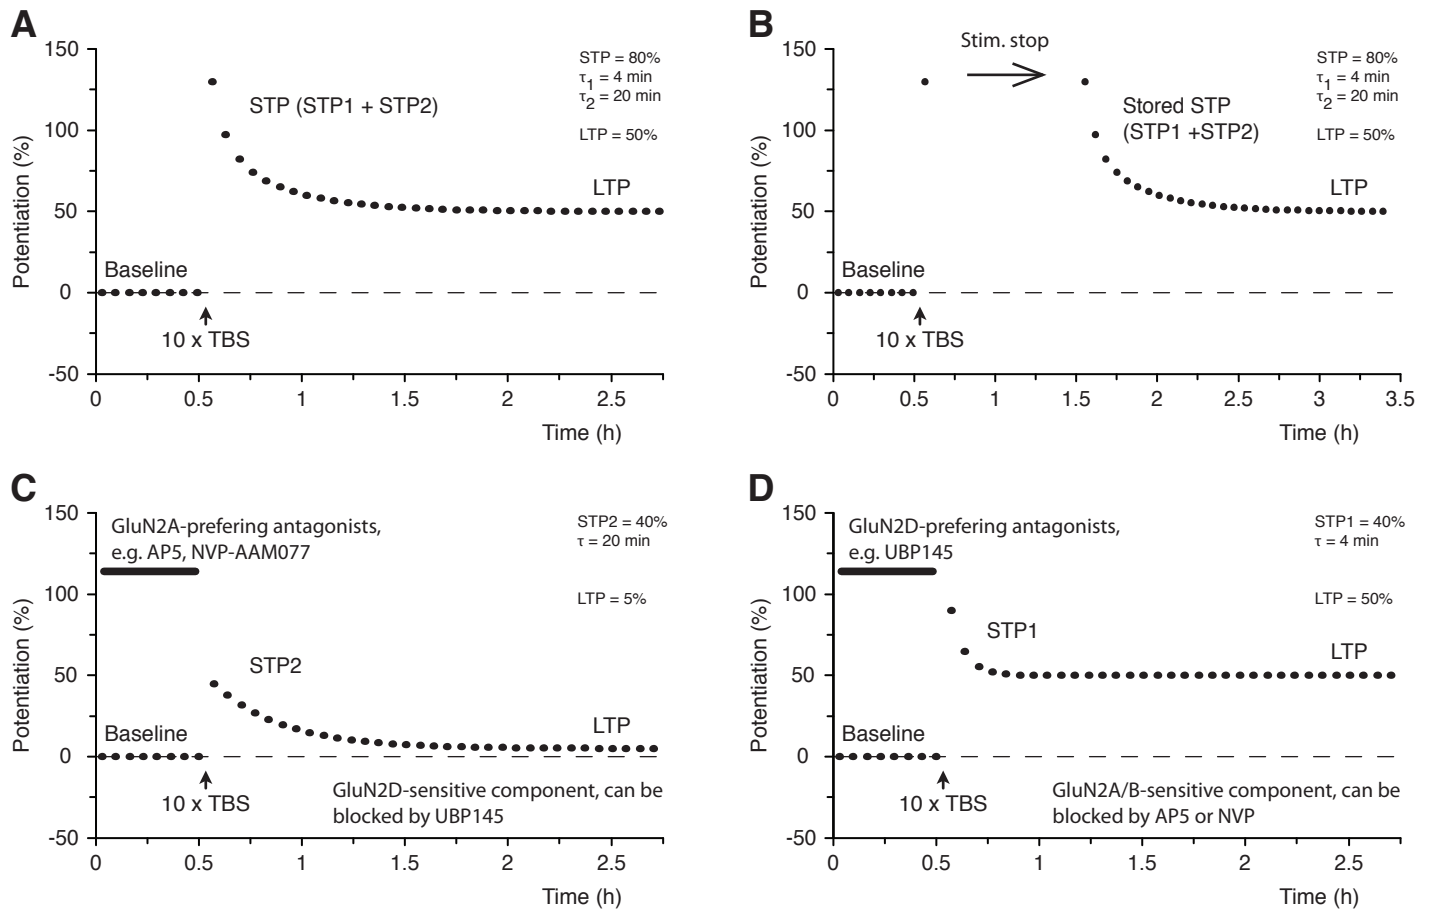 A
150
100
50
0
-50
Potentiation (%)
STP = 80%
τ1 = 4 min
τ2 = 20 min
LTP = 50%
STP (STP1 + STP2)
LTP
Baseline
10 x TBS
0 0.5 1 1.5 2 2.5
Time (h)
B
150
100
50
0
-50
Potentiation (%)
Stim. stop
STP = 80%
τ1 = 4 min
τ2 = 20 min
LTP = 50%
Stored STP
(STP1 +STP2)
LTP
Baseline
10 x TBS
0 0.5 1 1.5 2 2.5 3 3.5
Time (h)
C
150
100
50
0
-50
Potentiation (%)
GluN2A-prefering antagonists,
e.g. AP5, NVP-AAM077
STP2 = 40%
τ = 20 min
LTP = 5%
STP2
LTP
Baseline
10 x TBS
GluN2D-sensitive component, can be
blocked by UBP145
0 0.5 1 1.5 2 2.5
Time (h)
D
150
100
50
0
-50
Potentiation (%)
GluN2D-prefering antagonists,
e.g. UBP145
STP1 = 40%
τ = 4 min
LTP = 50%
STP1
LTP
Baseline
10 x TBS
GluN2A/B-sensitive component, can be
blocked by AP5 or NVP
0 0.5 1 1.5 2 2.5
Time (h)